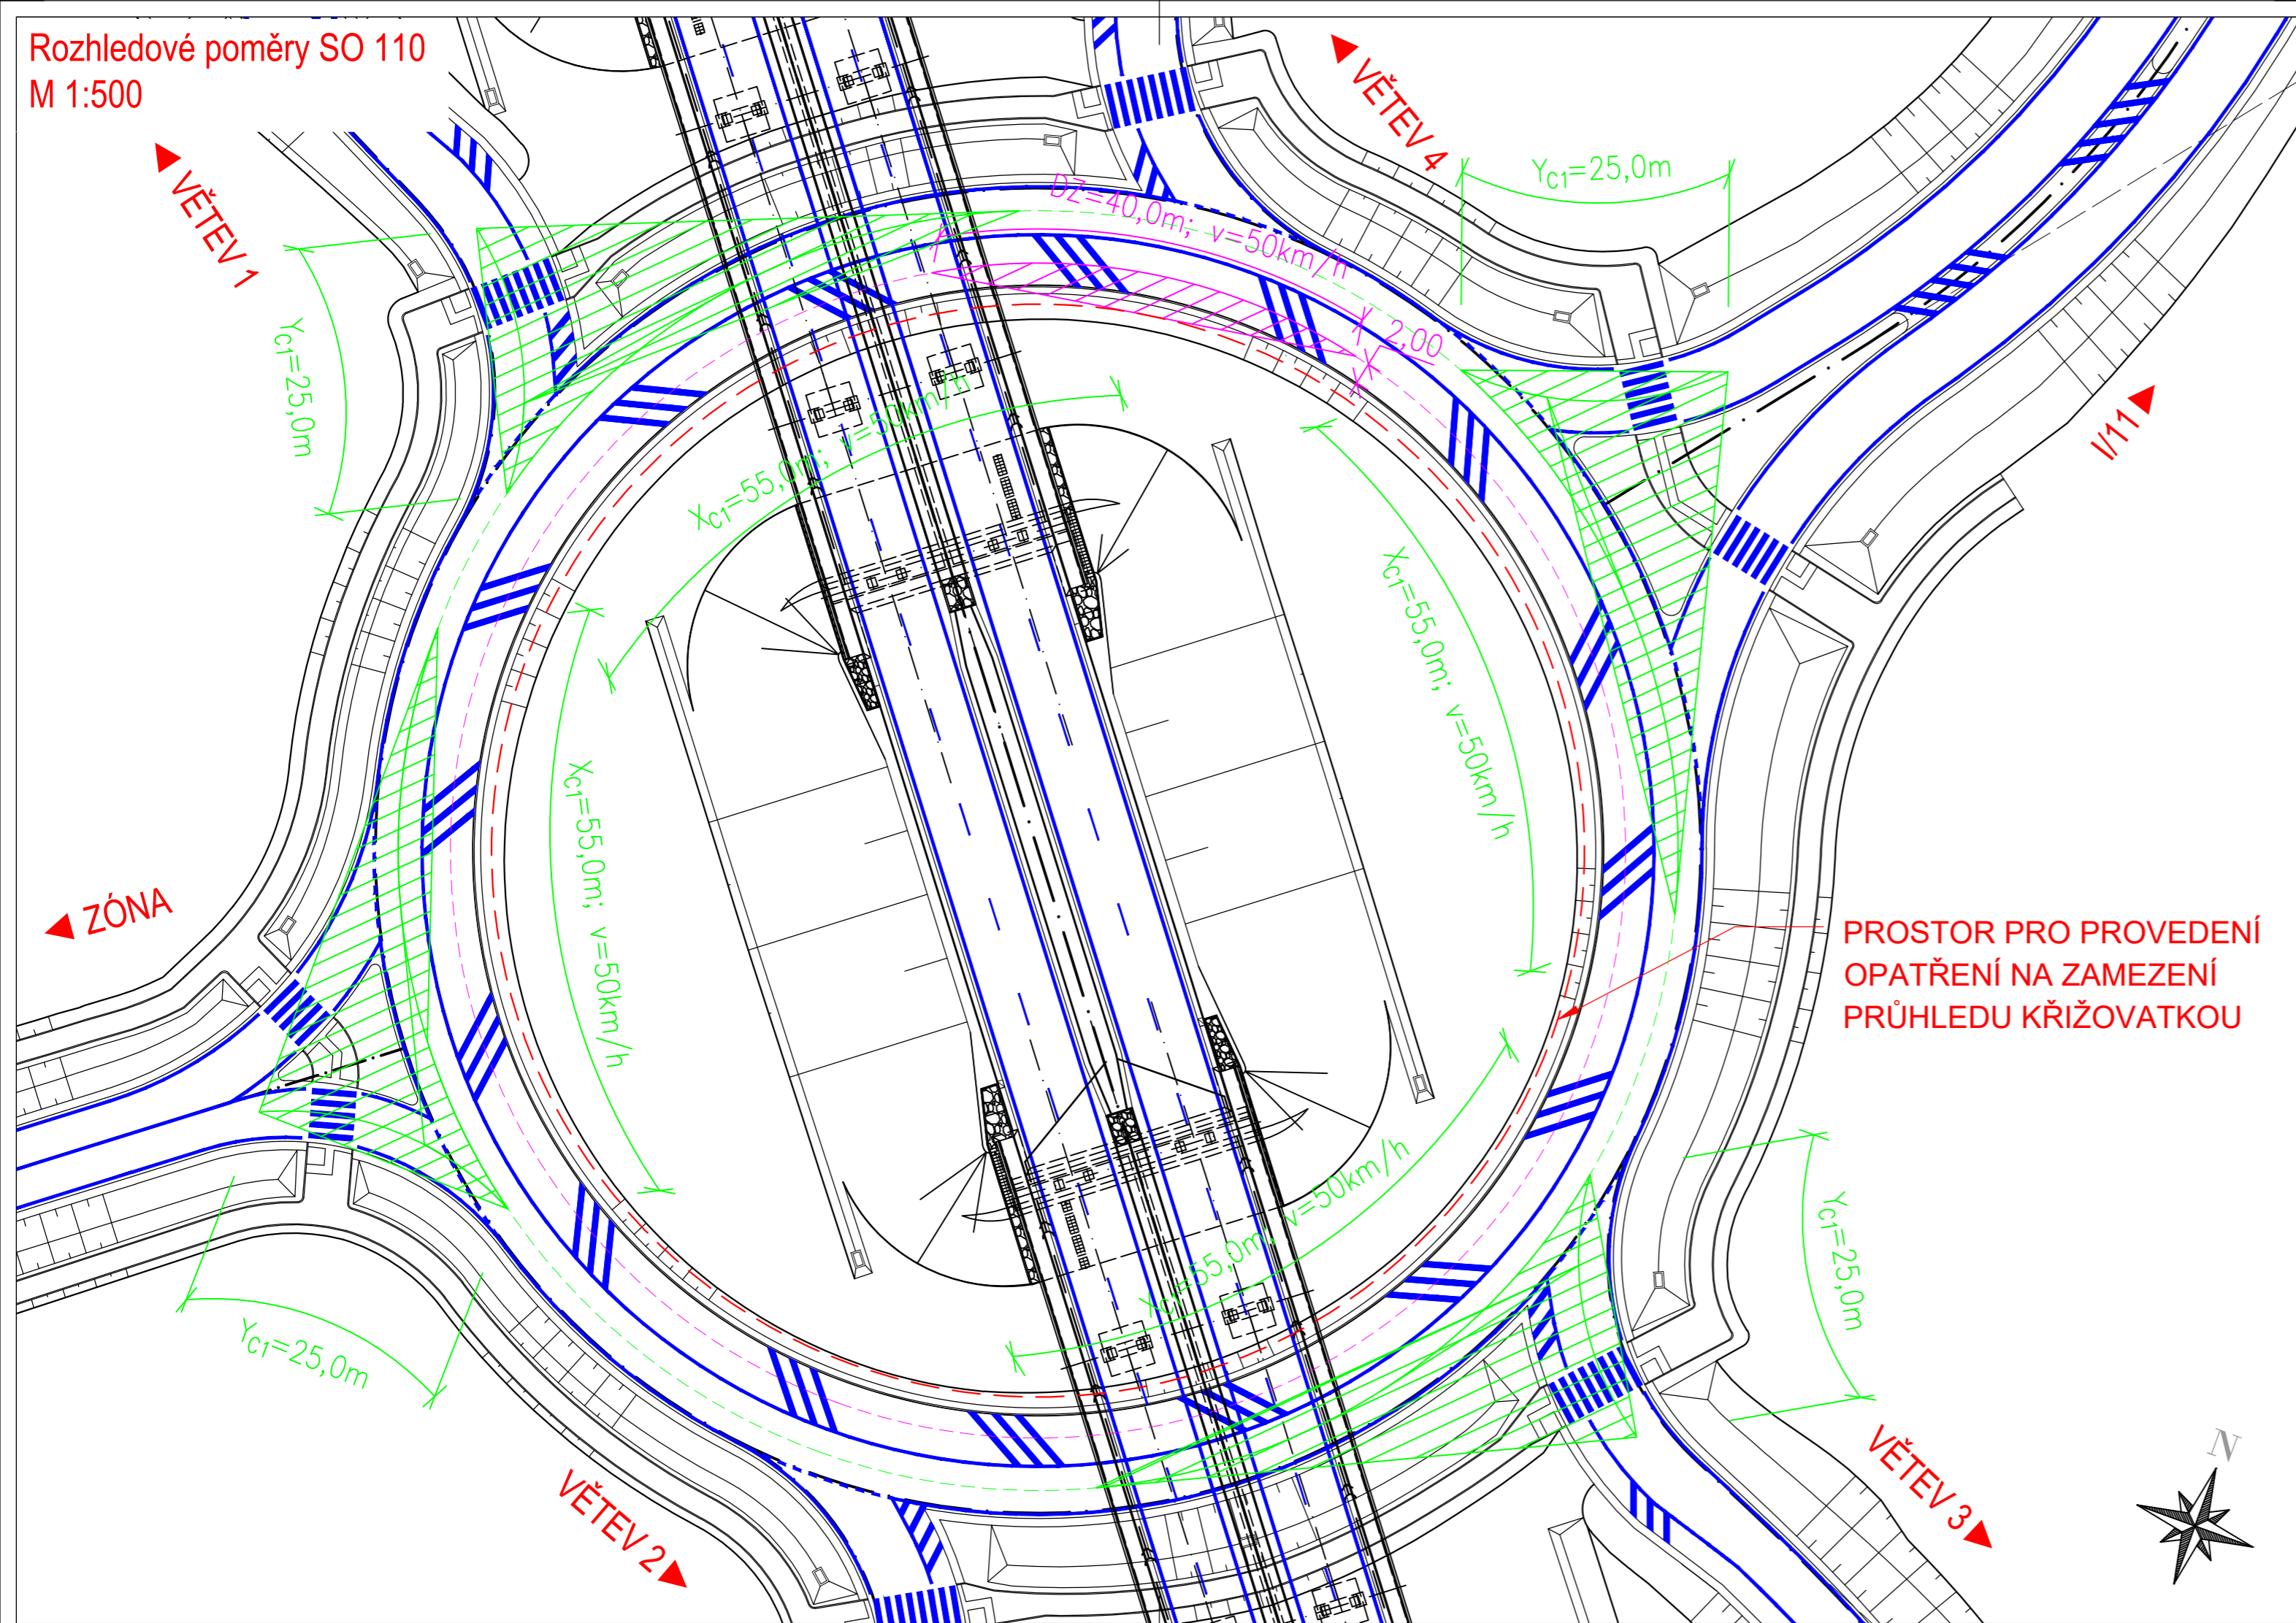 Rozhledové poměry SO 110
M 1:500
VĚTEV 1
VĚTEV 4
YC1=25,0m
DZ=40,0m; v=50km/h
2,00
YC1=25,0m
XC1=55,0m; v=50km/h
I/11
XC1=55,0m; v=50km/h
XC1=55,0m; v=50km/h
ZÓNA
PROSTOR PRO PROVEDENÍ
OPATŘENÍ NA ZAMEZENÍ
PRŮHLEDU KŘIŽOVATKOU
XC1=55,0m; v=50km/h
YC1=25,0m
YC1=25,0m
VĚTEV 2
VĚTEV 3
N